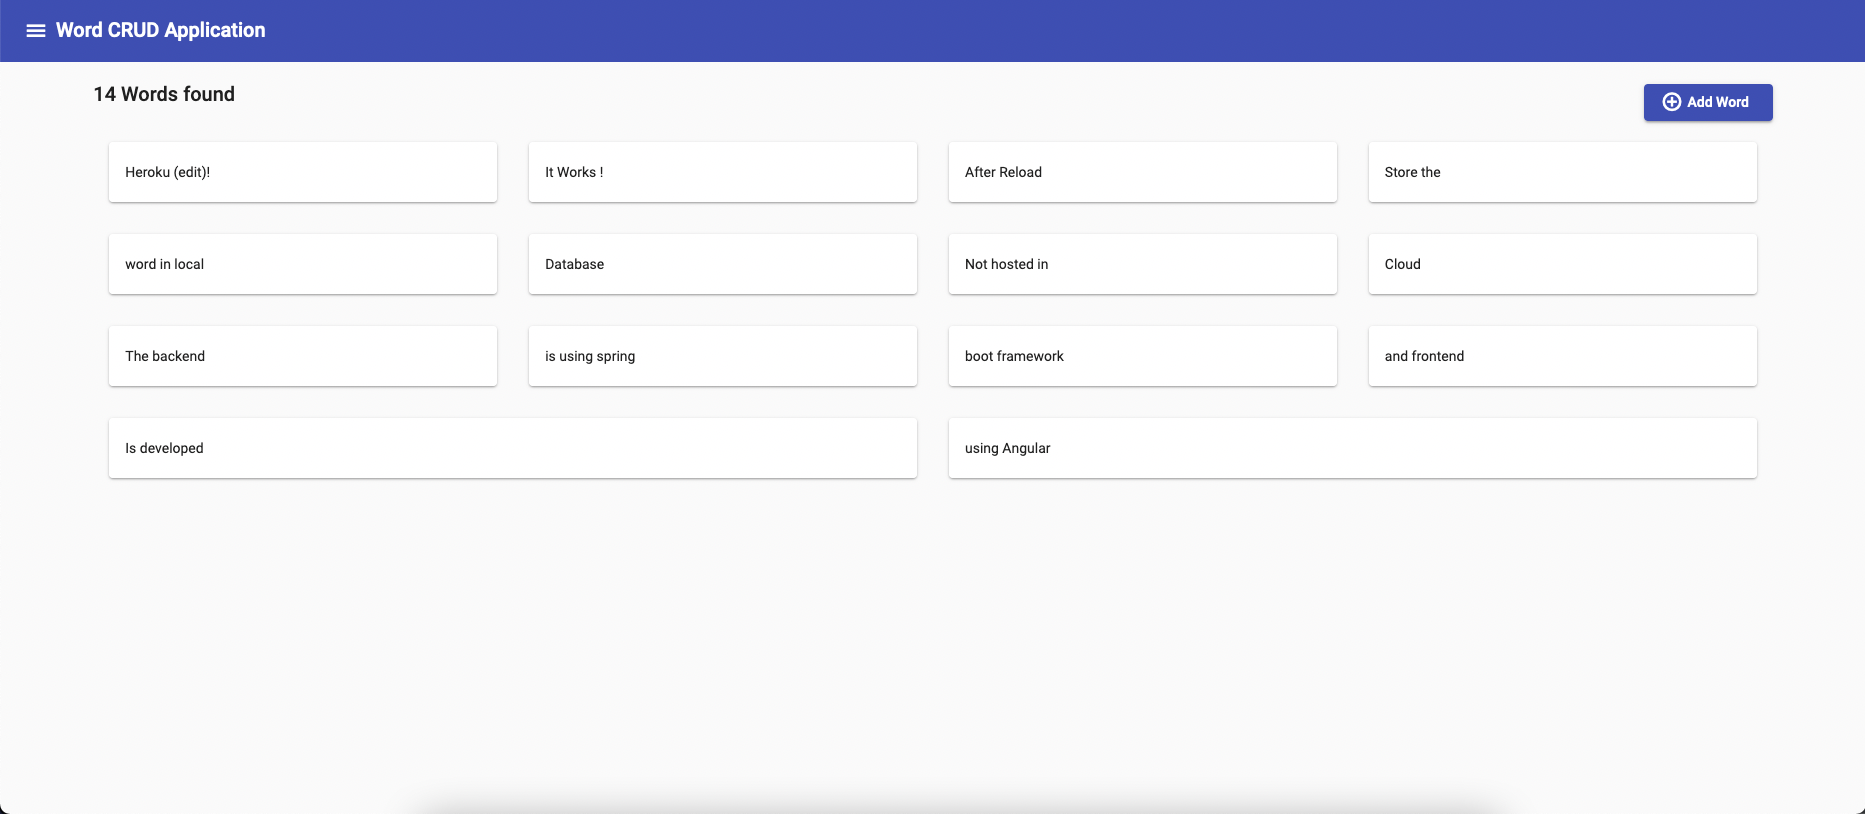 Word CRUD Application
14 Words found
Add Word
Heroku (edit)!
It Works !
After Reload
Store the
word in local
Database
Not hosted in
Cloud
The backend
is using spring
boot framework
and frontend
Is developed
using Angular